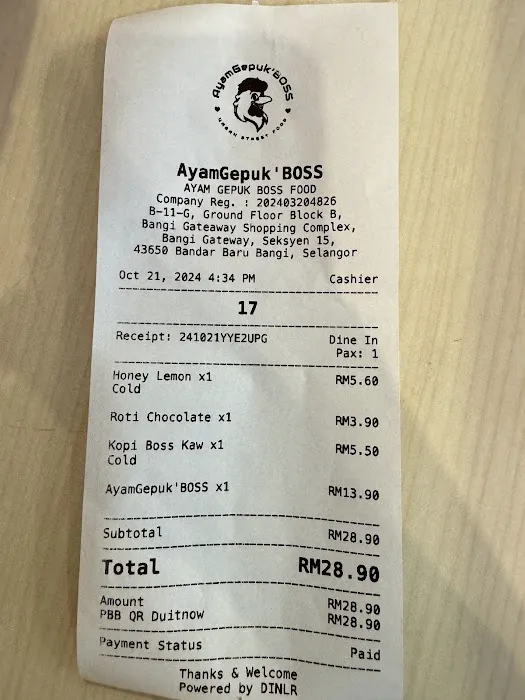 AyamGepuk'BOSS
URBAN STREET FOOD
AyamGepuk'BOSS
AYAM GEPUK BOSS FOOD
Company Reg. : 202403204826
B-11-G, Ground Floor Block B,
Bangi Gateaway Shopping Complex,
Bangi Gateway, Seksyen 15,
43650 Bandar Baru Bangi, Selangor
Oct 21, 2024 4:34 PM Cashier
17
Receipt: 241021YYE2UPG Dine In
Pax: 1
Honey Lemon x1 RM5.60
Cold
Roti Chocolate x1 RM3.90
Kopi Boss Kaw x1 RM5.50
Cold
AyamGepuk'BOSS x1 RM13.90
Subtotal RM28.90
Total RM28.90
Amount RM28.90
PBB QR Duitnow RM28.90
Payment Status Paid
Thanks & Welcome
Powered by DINLR